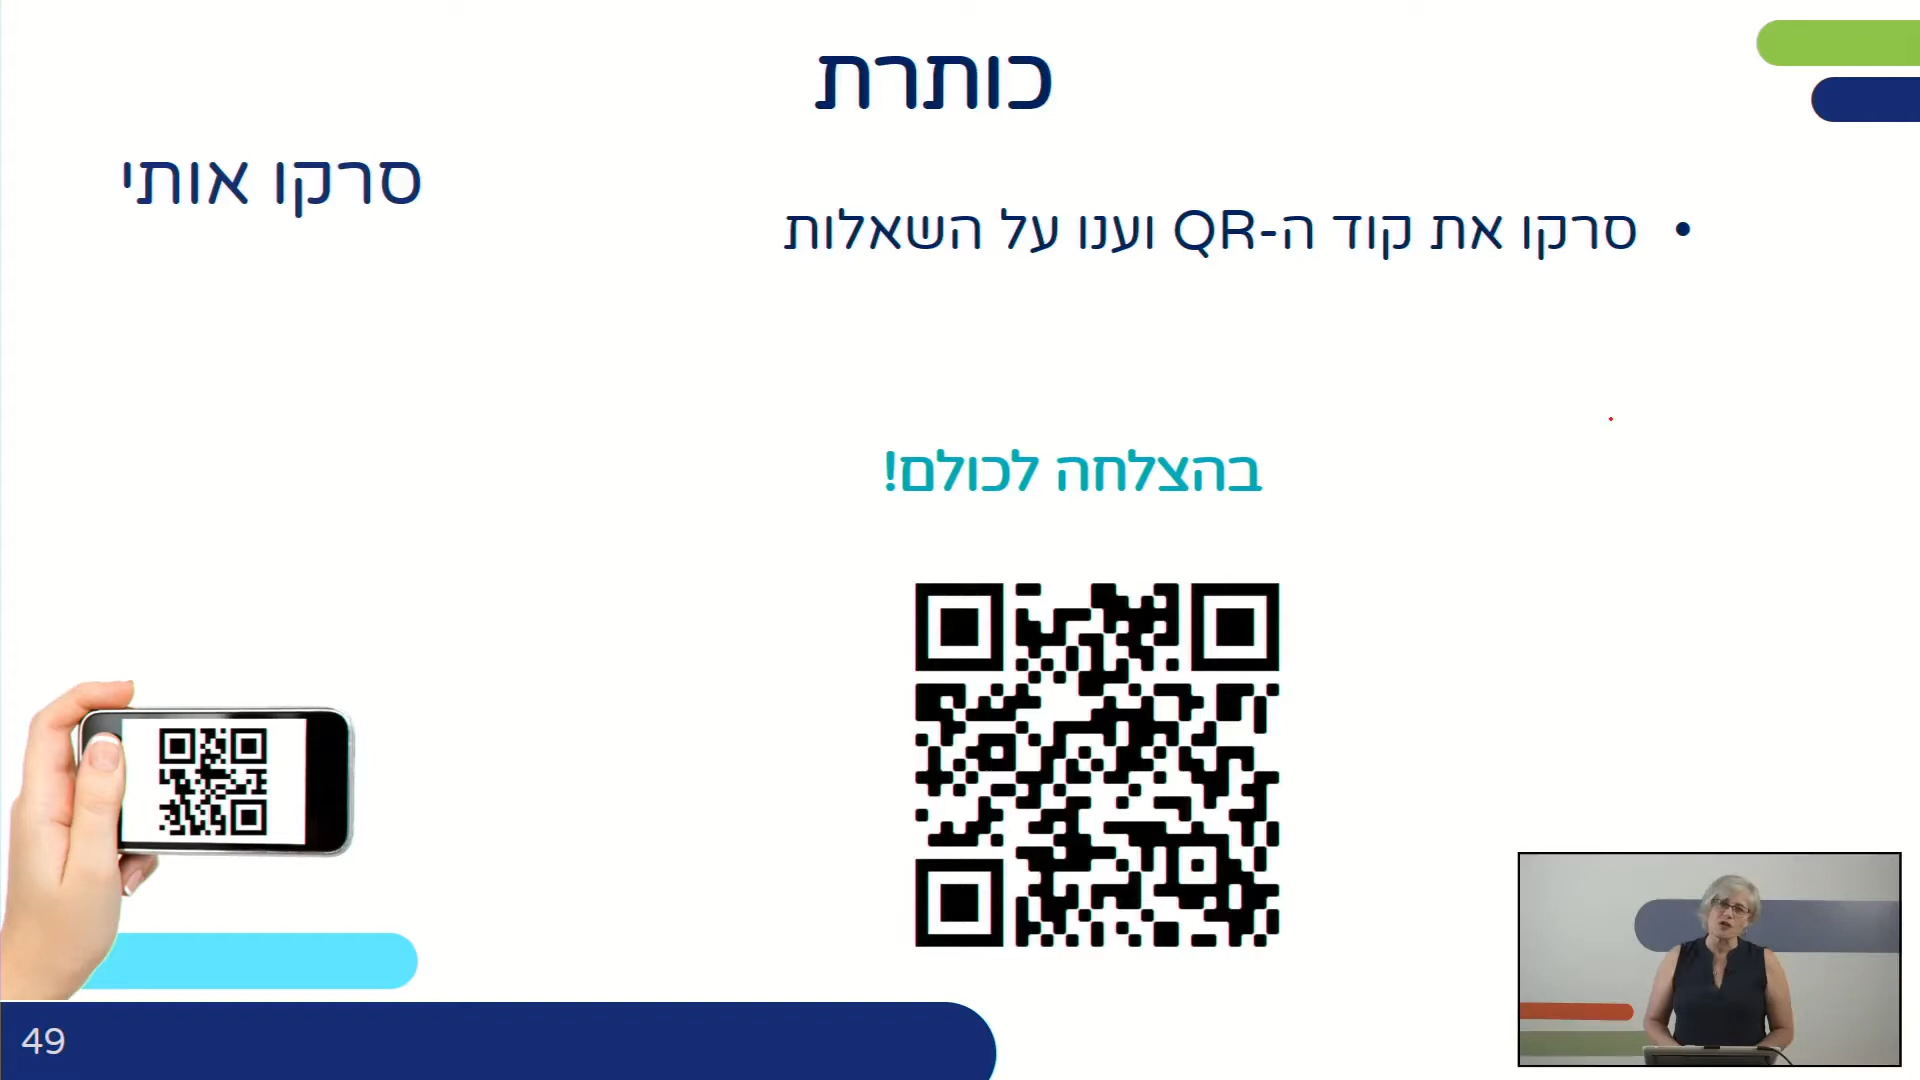 כותרת
סרקו אותי
• סרקו את קוד ה-QR וענו על השאלות
בהצלחה לכולם!
49